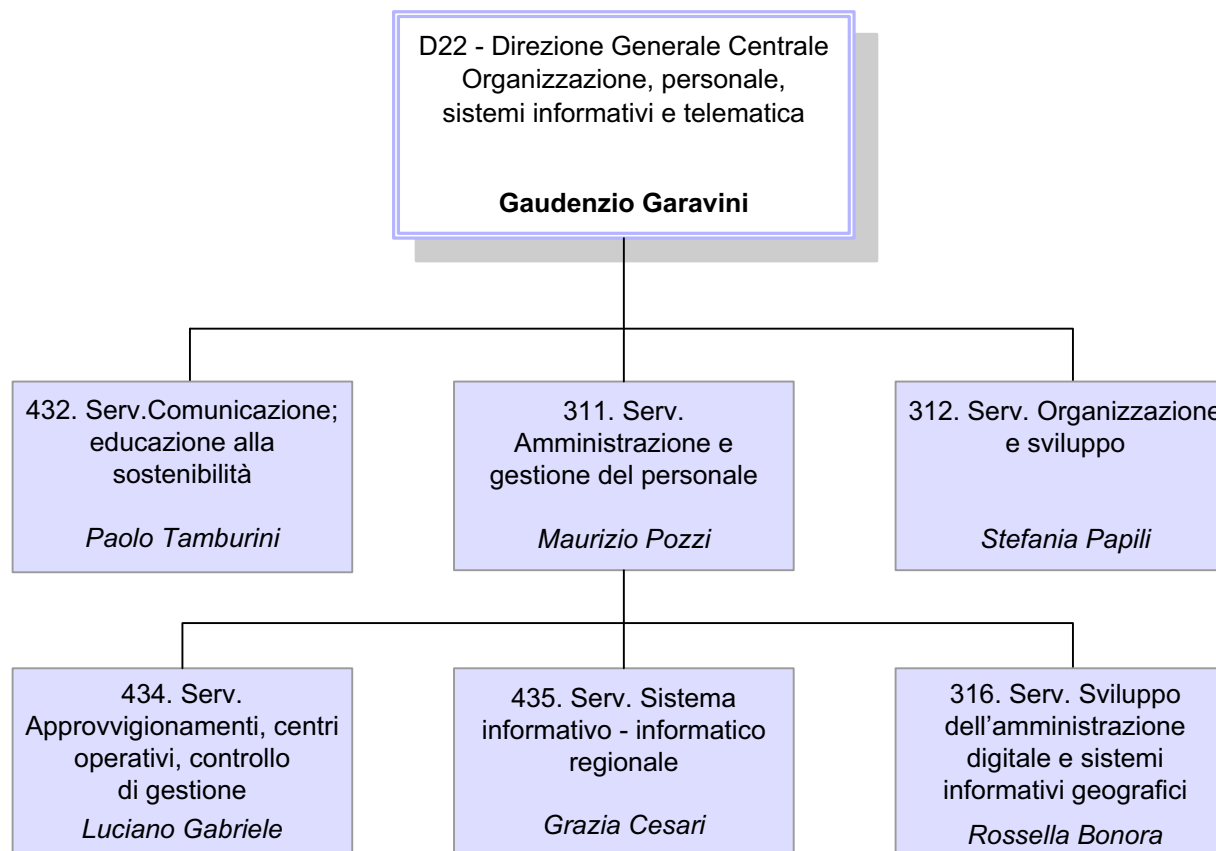 D22 - Direzione Generale Centrale
Organizzazione, personale,
sistemi informativi e telematica
Gaudenzio Garavini
432. Serv.Comunicazione;
educazione alla
sostenibilità
Paolo Tamburini
311. Serv.
Amministrazione e
gestione del personale
Maurizio Pozzi
312. Serv. Organizzazione
e sviluppo
Stefania Papili
434. Serv.
Approvvigionamenti, centri
operativi, controllo
di gestione
Luciano Gabriele
435. Serv. Sistema
informativo - informatico
regionale
Grazia Cesari
316. Serv. Sviluppo
dell’amministrazione
digitale e sistemi
informativi geografici
Rossella Bonora